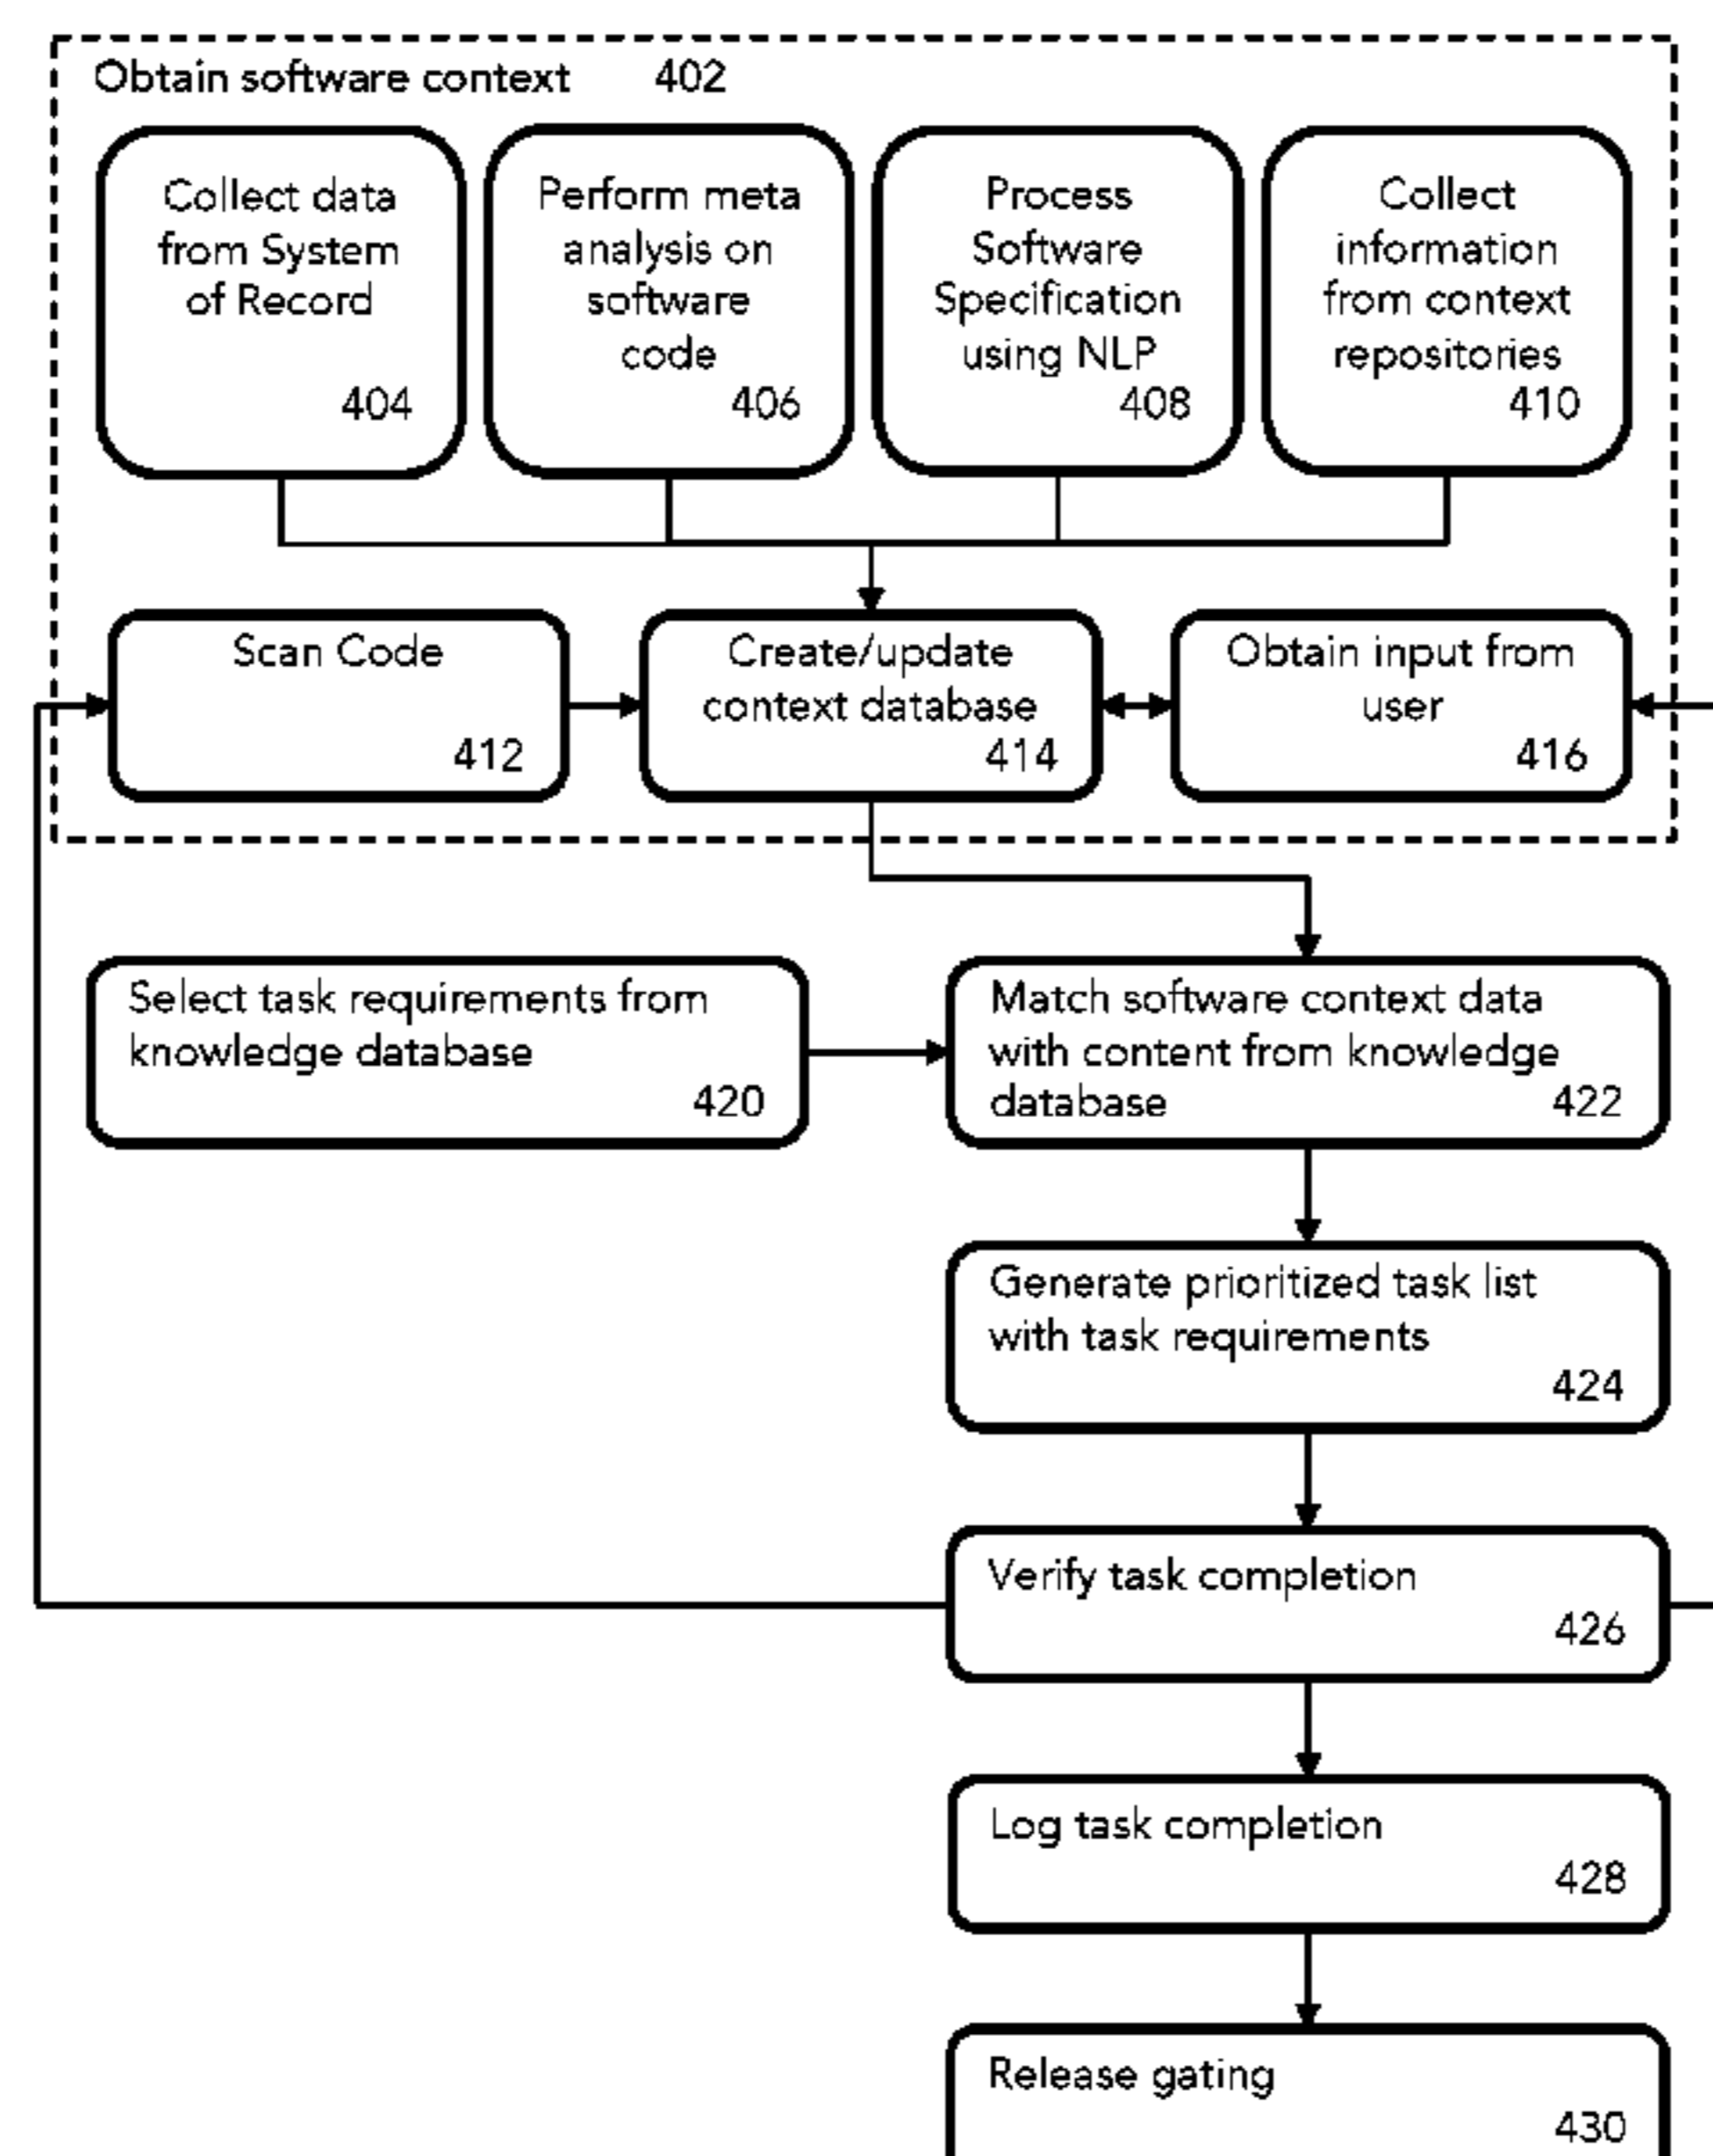 Obtain software context 402
Collect data
from System
of Record
404
Perform meta
analysis on
software
code
406
Process
Software
Specification
using NLP
408
Collect
information
from context
repositories
410
Scan Code
412
Create/update
context database
414
Obtain input from
user
416
Select task requirements from
knowledge database
420
Match software context data
with content from knowledge
database 422
Generate prioritized task list
with task requirements
424
Verify task completion
426
Log task completion
428
Release gating
430